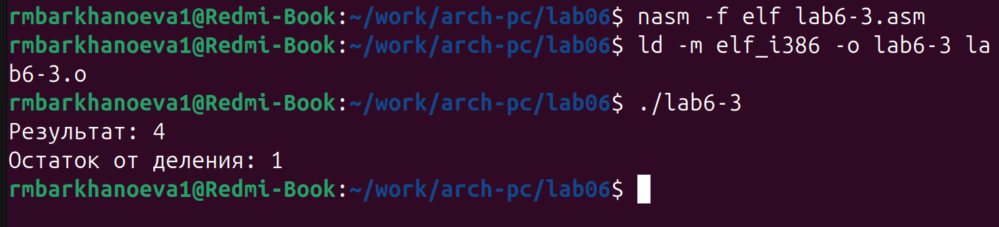 rmbarkhanoeva1@Redmi-Book:~/work/arch-pc/lab06$ nasm -f elf lab6-3.asm
rmbarkhanoeva1@Redmi-Book:~/work/arch-pc/lab06$ ld -m elf_i386 -o lab6-3 la
b6-3.o
rmbarkhanoeva1@Redmi-Book:~/work/arch-pc/lab06$ ./lab6-3
Результат: 4
Остаток от деления: 1
rmbarkhanoeva1@Redmi-Book:~/work/arch-pc/lab06$